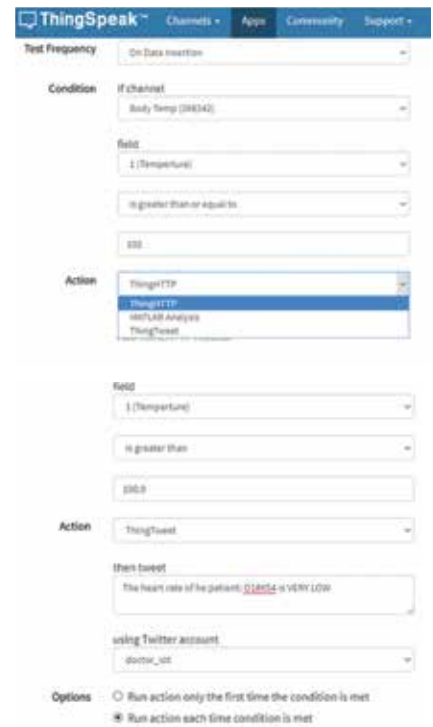 ThingSpeak™ Channels Apps Community Support
Test Frequency On Data Insertion
Condition If channel
Body Temp
field
1 (Temperture)
is greater than or equal to
Action ThingHTTP
ThingHTTP
MATLAB Analysis
ThingTweet
field
1 (Temperture)
is greater than
100.0
Action ThingTweet
then tweet
The heart rate of he patient: is VERY LOW
using Twitter account
doctor_iot
Options Run action only the first time the condition is met
Run action each time condition is met